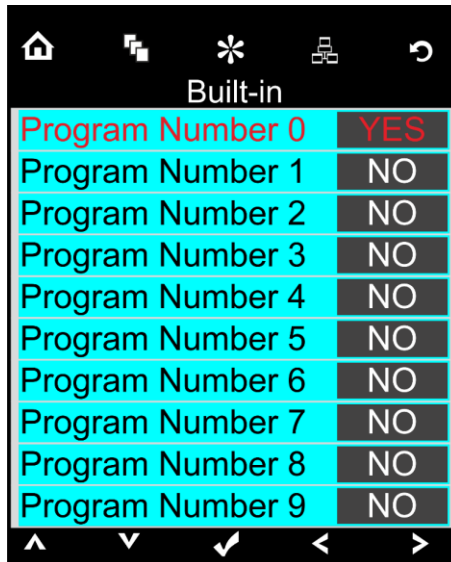 Built-in
Program Number 0 YES
Program Number 1 NO
Program Number 2 NO
Program Number 3 NO
Program Number 4 NO
Program Number 5 NO
Program Number 6 NO
Program Number 7 NO
Program Number 8 NO
Program Number 9 NO